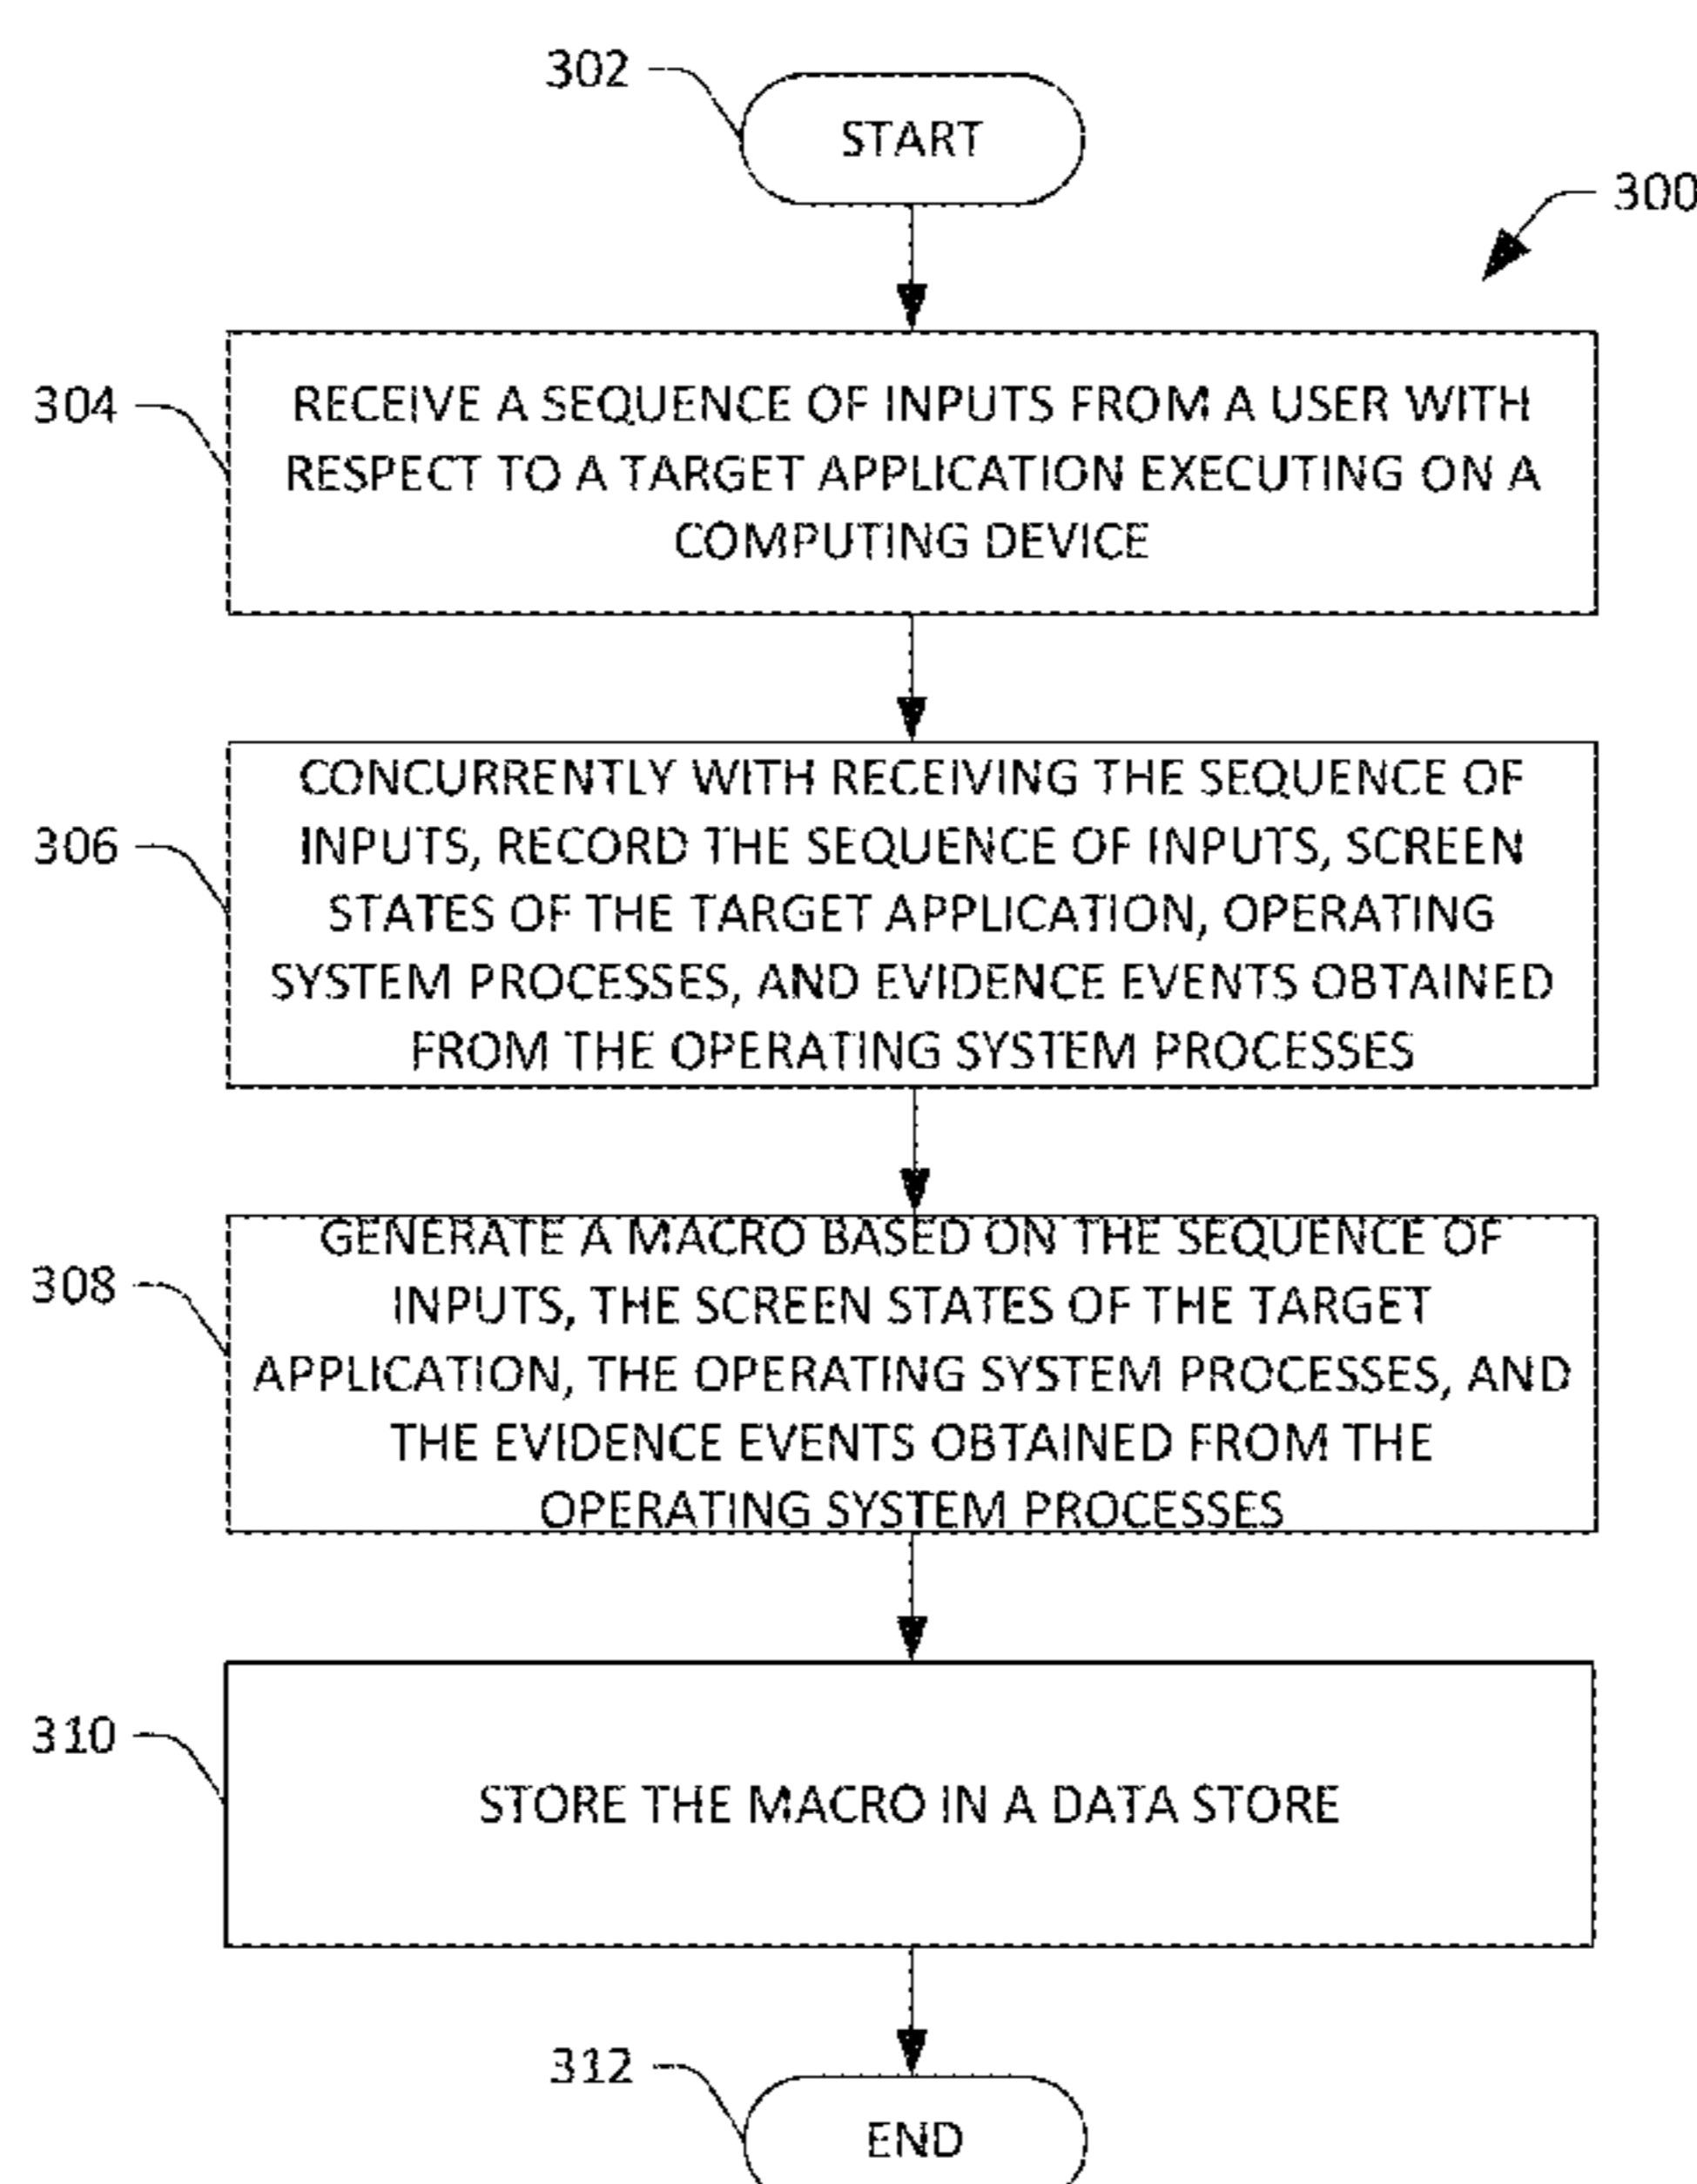 302
START
300
304
RECEIVE A SEQUENCE OF INPUTS FROM A USER WITH
RESPECT TO A TARGET APPLICATION EXECUTING ON A
COMPUTING DEVICE
306
CONCURRENTLY WITH RECEIVING THE SEQUENCE OF
INPUTS, RECORD THE SEQUENCE OF INPUTS, SCREEN
STATES OF THE TARGET APPLICATION, OPERATING
SYSTEM PROCESSES, AND EVIDENCE EVENTS OBTAINED
FROM THE OPERATING SYSTEM PROCESSES
308
GENERATE A MACRO BASED ON THE SEQUENCE OF
INPUTS, THE SCREEN STATES OF THE TARGET
APPLICATION, THE OPERATING SYSTEM PROCESSES, AND
THE EVIDENCE EVENTS OBTAINED FROM THE
OPERATING SYSTEM PROCESSES
310
STORE THE MACRO IN A DATA STORE
312
END